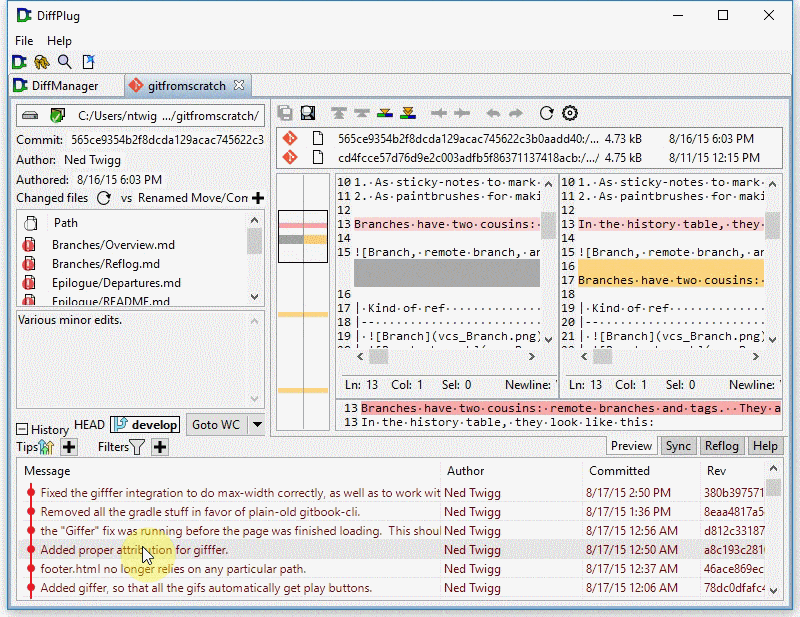 DiffPlug
File Help
DiffManager gitfromscratch
C:/Users/ntwig .../gitfromscratch/
Commit: 565ce9354b2f8dcda129acac745622c3
Author: Ned Twigg
Authored: 8/16/15 6:03 PM
Changed files vs Renamed Move/Con
Path
Branches/Overview.md
Branches/Reflog.md
Epilogue/Departures.md
Epilogue/README.md
Various minor edits.
565ce9354b2f8dcda129acac745622c3b0aadd40:/... 4.73 kB 8/16/15 6:03 PM
cd4fcce57d76d9e2c003adfb5f86371137418acb:/.../ 4.75 kB 8/11/15 12:15 PM
10 1.·As·sticky-notes·to·mark·
11 2.·As·paintbrushes·for·maki
12
13 Branches·have·two·cousins:·
14
15 ![Branch,·remote·branch,·an
16
17 |·Kind·of·ref·
18 |--·
19 |·![Branch](vcs_Branch.png)
10 1.·As·sticky-notes·to·mark·
11 2.·As·paintbrushes·for·maki
12
13 In·the·history·table,·they·
14
15 ![Branch,·remote·branch,·an
16
17 Branches·have·two·cousins:·
18
19 |·Kind·of·ref·
20 |--·
21 |·![Branch](vcs_Branch.png)
Ln: 13 Col: 1 Sel: 0 Newline:
Ln: 13 Col: 1 Sel: 0 Newline:
13 Branches·have·two·cousins:·remote·branches·and·tags.··They·a
13 In·the·history·table,·they·look·like·this:
History HEAD develop Goto WC
Tips Filters
Preview Sync Reflog Help
Message Author Committed Rev
Fixed the gifffer integration to do max-width correctly, as well as to work wit Ned Twigg 8/17/15 2:50 PM 380b397571
Removed all the gradle stuff in favor of plain-old gitbook-cli. Ned Twigg 8/17/15 1:36 PM 8eaa4817a5
the "Giffer" fix was running before the page was finished loading. This shoul Ned Twigg 8/17/15 12:56 AM d812c33187
Added proper attribution for gifffer. Ned Twigg 8/17/15 12:50 AM a8c193c281
footer.html no longer relies on any particular path. Ned Twigg 8/17/15 12:37 AM 46ace869ec
Added giffer, so that all the gifs automatically get play buttons. Ned Twigg 8/17/15 12:06 AM 78dc0dfafc